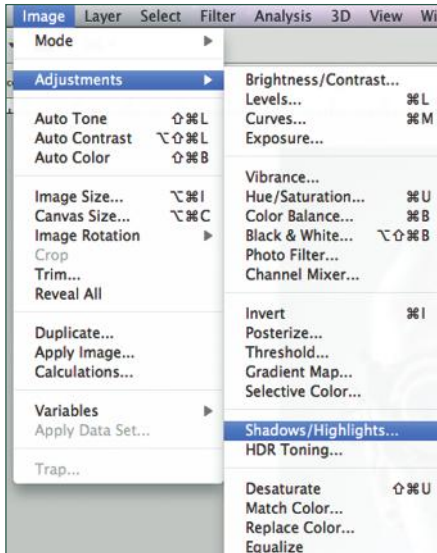 Image Layer Select Filter Analysis 3D View
Mode
Adjustments
Auto Tone ⇧⌘L
Auto Contrast ⌥⇧⌘L
Auto Color ⇧⌘B
Image Size... ⌥⌘I
Canvas Size... ⌥⌘C
Image Rotation
Crop
Trim...
Reveal All
Duplicate...
Apply Image...
Calculations...
Variables
Apply Data Set...
Trap...
Brightness/Contrast...
Levels... ⌘L
Curves... ⌘M
Exposure...
Vibrance...
Hue/Saturation... ⌘U
Color Balance... ⌘B
Black & White... ⌥⇧⌘B
Photo Filter...
Channel Mixer...
Invert ⌘I
Posterize...
Threshold...
Gradient Map...
Selective Color...
Shadows/Highlights...
HDR Toning...
Desaturate ⇧⌘U
Match Color...
Replace Color...
Equalize